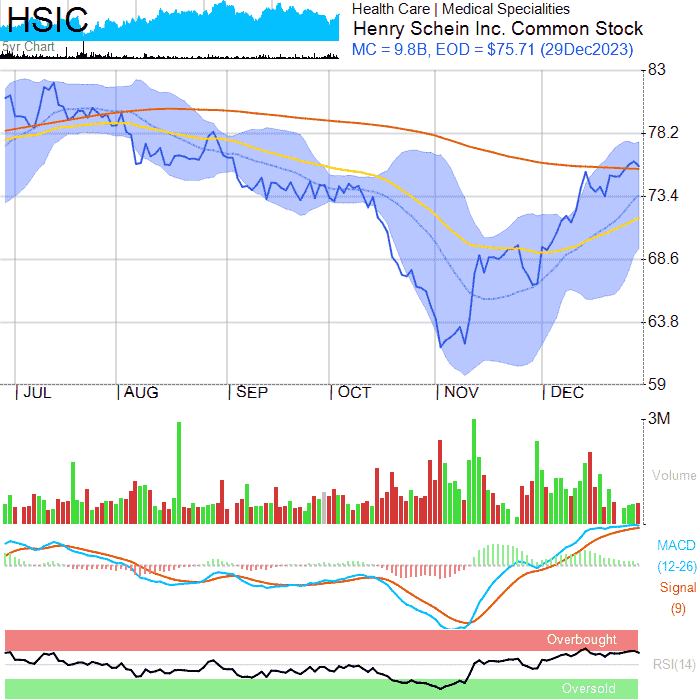 HSIC
5yr Chart
Health Care | Medical Specialities
Henry Schein Inc. Common Stock
MC = 9.8B, EOD = $75.71 (29Dec2023)
83
78.2
73.4
68.6
63.8
59
| JUL | AUG | SEP | OCT | NOV | DEC
3M
Volume
MACD
(12-26)
Signal
(9)
Overbought
RSI(14)
Oversold